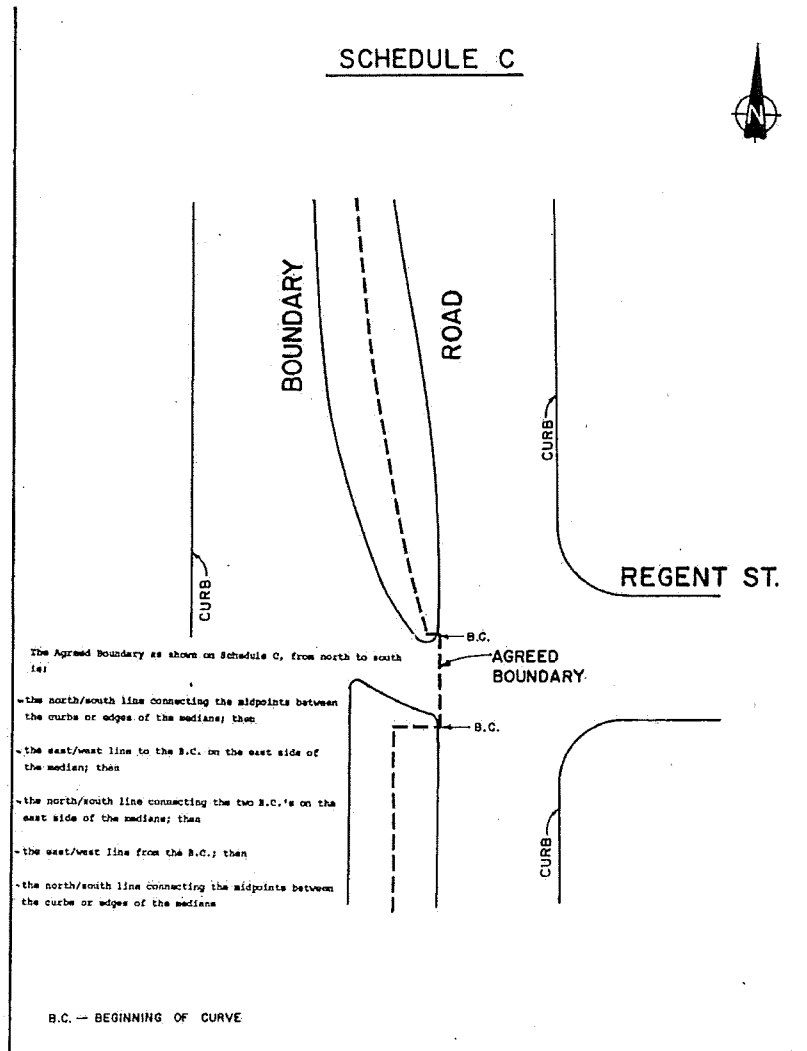 SCHEDULE C
N
BOUNDARY
ROAD
CURB
CURB
REGENT ST.
B.C.
The Agreed Boundary as shown on Schedule C, from north to south
is:
AGREED
BOUNDARY
- the north/south line connecting the midpoints between
the curbs or edges of the medians; then
B.C.
- the east/west line to the B.C. on the east side of
the median; then
- the north/south line connecting the two B.C.'s on the
east side of the medians; then
CURB
- the east/west line from the B.C.; then
- the north/south line connecting the midpoints between
the curbs or edges of the medians
B.C. — BEGINNING OF CURVE